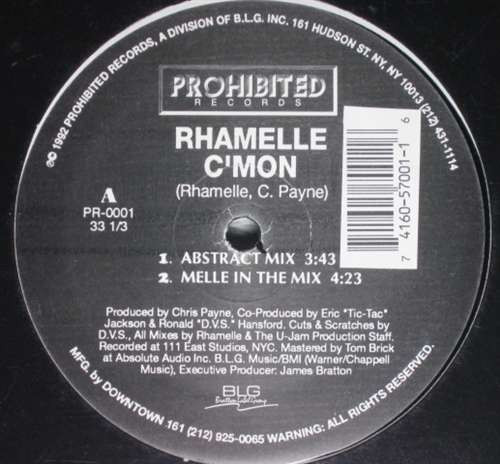 ℗© 1992 PROHIBITED RECORDS, A DIVISION OF B.L.G. INC. 161 HUDSON ST. NY, NY 10013 (212) 431-1114
PROHIBITED
RECORDS
RHAMELLE
C'MON
(Rhamelle, C. Payne)
A
PR-0001
33 1/3
7 4160-57001-1 6
1. ABSTRACT MIX 3:43
2. MELLE IN THE MIX 4:23
Produced by Chris Payne, Co-Produced by Eric "Tic-Tac"
Jackson & Ronald "D.V.S." Hansford. Cuts & Scratches by
D.V.S., All Mixes by Rhamelle & The U-Jam Production Staff.
Recorded at 111 East Studios, NYC. Mastered by Tom Brick
at Absolute Audio Inc. B.L.G. Music/BMI (Warner/Chappell
Music), Executive Producer: James Bratton
BLG
Bratton Label Group
MFG. by DOWNTOWN 161 (212) 925-0065 WARNING: ALL RIGHTS RESERVED.